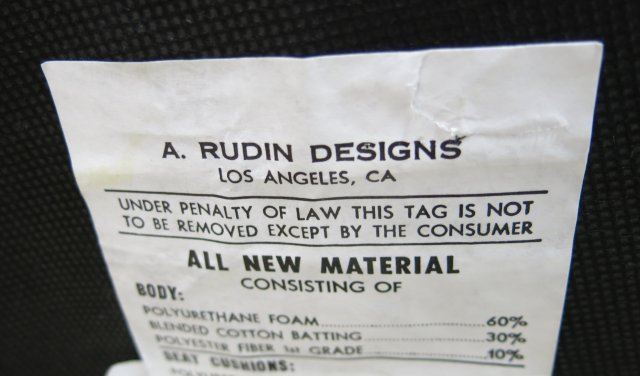 A. RUDIN DESIGNS
LOS ANGELES, CA
UNDER PENALTY OF LAW THIS TAG IS NOT
TO BE REMOVED EXCEPT BY THE CONSUMER
ALL NEW MATERIAL
CONSISTING OF
BODY:
POLYURETHANE FOAM..........................60%
BLENDED COTTON BATTING..................30%
POLYESTER FIBER 1st GRADE..................10%
SEAT CUSHIONS: